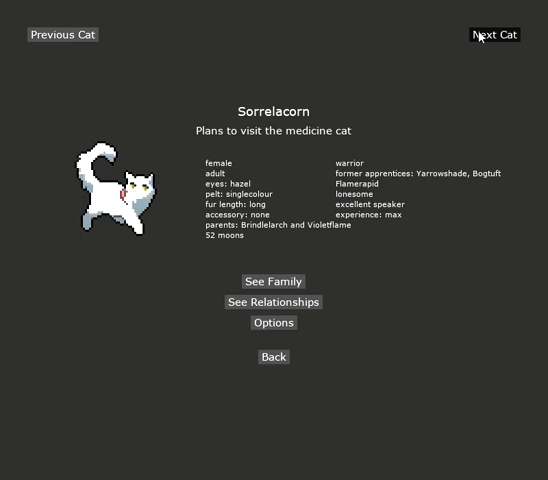 Previous Cat
Next Cat
Sorrelacorn
Plans to visit the medicine cat
female
adult
eyes: hazel
pelt: singlecolour
fur length: long
accessory: none
parents: Brindlelarch and Violetflame
52 moons
warrior
former apprentices: Yarrowshade, Bogtuft
Flamerapid
lonesome
excellent speaker
experience: max
See Family
See Relationships
Options
Back